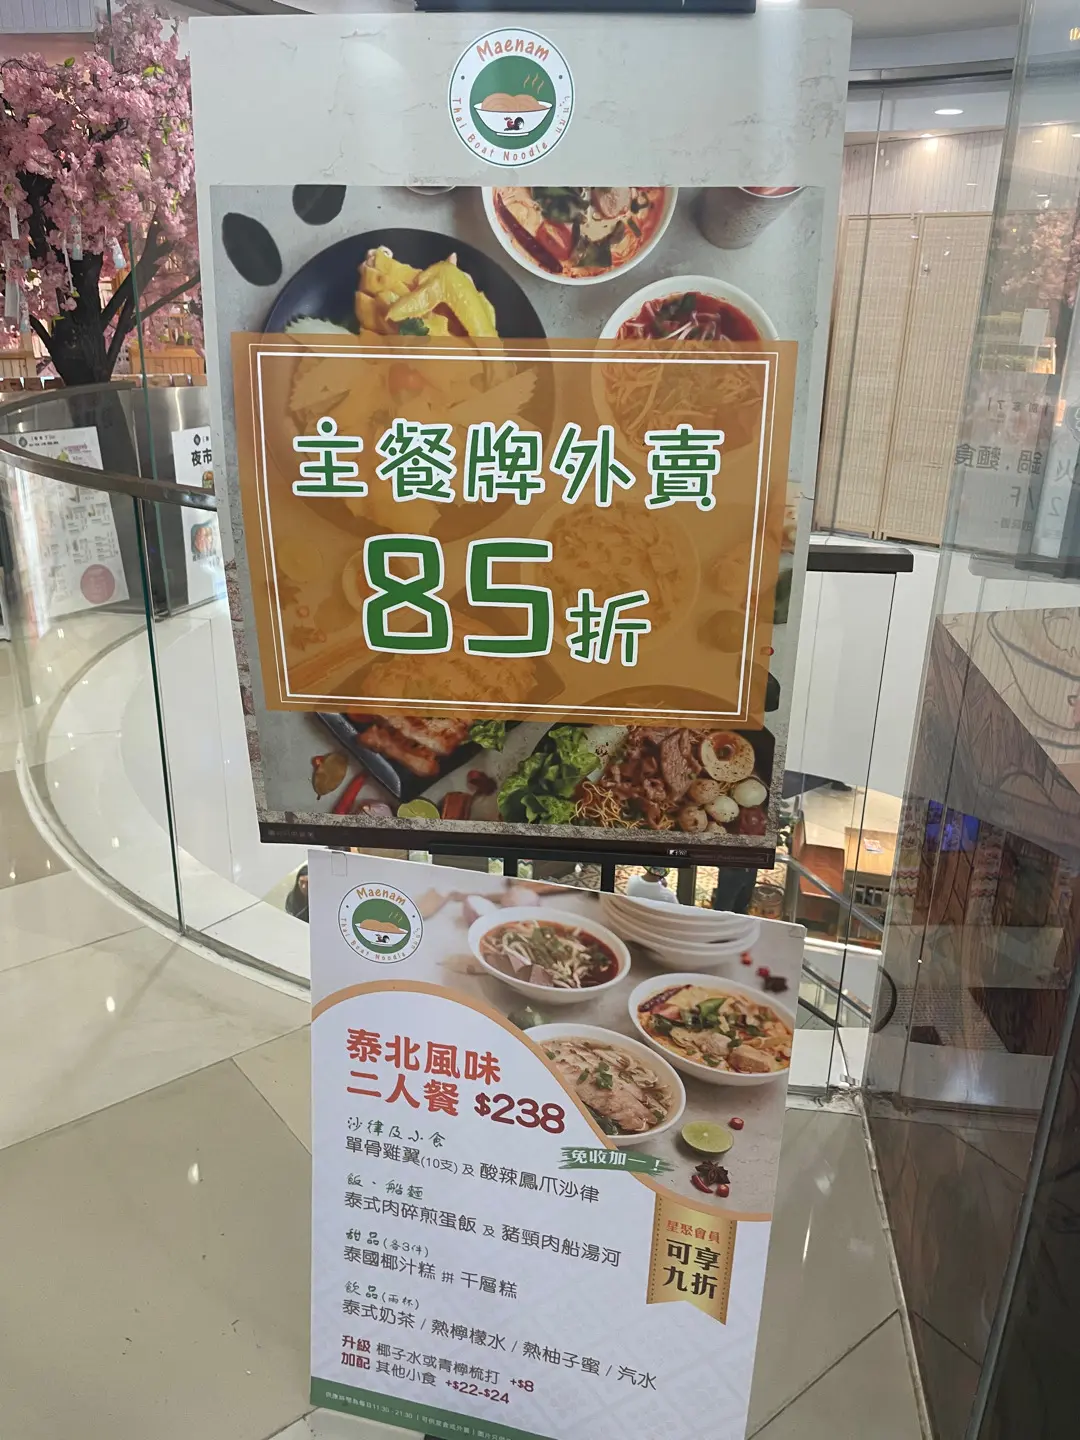 Maenam
Thai Boat Noodle
主餐牌外賣
85折
Maenam
Thai Boat Noodle
泰北風味
二人餐 $238
免收加一！
沙律及小食
單骨雞翼(10支)及 酸辣鳳爪沙律
飯・船麵
泰式肉碎煎蛋飯 及 豬頸肉船湯河
甜品(各3件)
泰國椰汁糕 拼 千層糕
飲品(兩杯)
泰式奶茶 / 熱檸檬水 / 熱柚子蜜 / 汽水
升級 椰子水或青檸梳打 +$8
加配 其他小食 +$22-$24
星聚會員
可享
九折
夜市